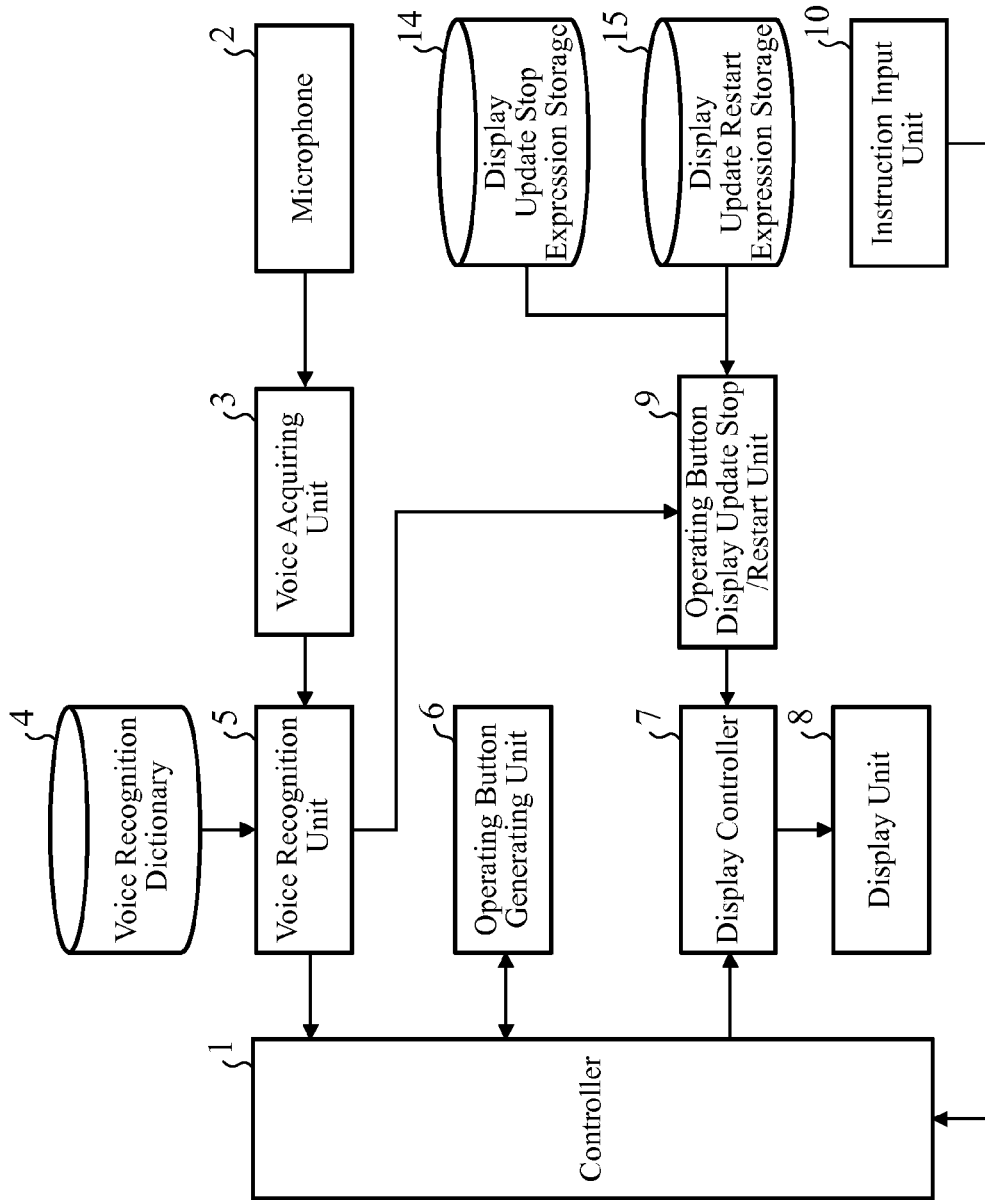 4
Voice Recognition
Dictionary
1
Controller
5
Voice Recognition
Unit
3
Voice Acquiring
Unit
2
Microphone
6
Operating Button
Generating Unit
14
Display
Update Stop
Expression Storage
7
Display Controller
9
Operating Button
Display Update Stop
/Restart Unit
15
Display
Update Restart
Expression Storage
8
Display Unit
10
Instruction Input
Unit